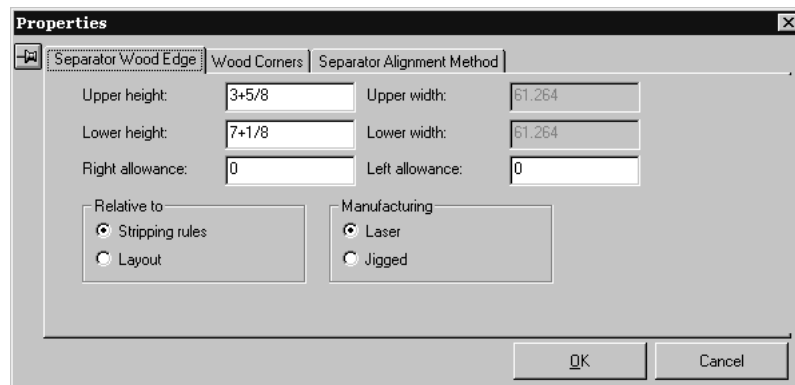 Properties
Separator Wood Edge Wood Corners Separator Alignment Method
Upper height: 3+5/8 Upper width: 61.264
Lower height: 7+1/8 Lower width: 61.264
Right allowance: 0 Left allowance: 0
Relative to Manufacturing
Stripping rules Laser
Layout Jigged
OK Cancel